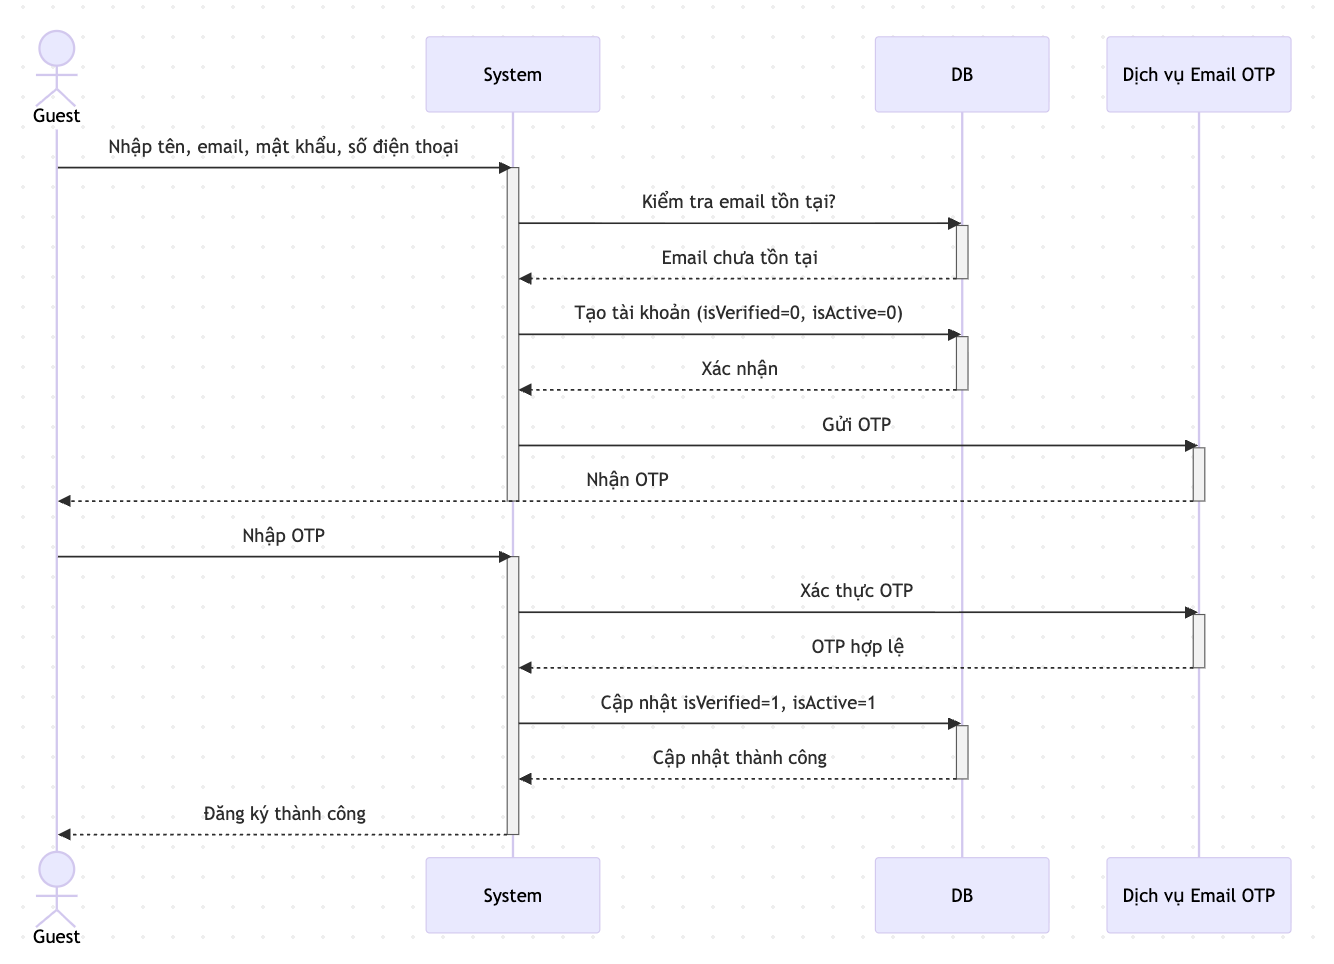 System
DB
Dịch vụ Email OTP
Guest
Nhập tên, email, mật khẩu, số điện thoại
Kiểm tra email tồn tại?
Email chưa tồn tại
Tạo tài khoản (isVerified=0, isActive=0)
Xác nhận
Gửi OTP
Nhận OTP
Nhập OTP
Xác thực OTP
OTP hợp lệ
Cập nhật isVerified=1, isActive=1
Cập nhật thành công
Đăng ký thành công
System
DB
Dịch vụ Email OTP
Guest